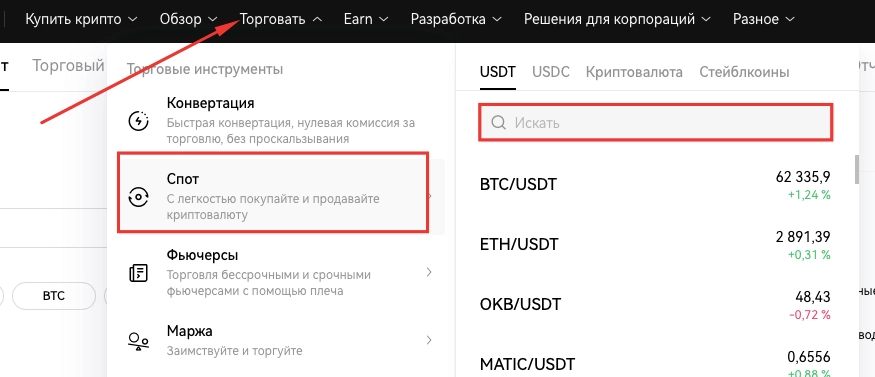 Купить крипто Обзор Торговать Earn Разработка Решения для корпораций Разное
Торговый
Торговые инструменты
Конвертация
Быстрая конвертация, нулевая комиссия за
торговлю, без проскальзывания
Спот
С легкостью покупайте и продавайте
криптовалюту
Фьючерсы
Торговля бессрочными и срочными
фьючерсами с помощью плеча
Маржа
Заимствуйте и торгуйте
BTC
USDT USDC Криптовалюта Стейблкоины
Искать
BTC/USDT 62 335,9
+1,24 %
ETH/USDT 2 891,39
+0,31 %
OKB/USDT 48,43
-0,72 %
MATIC/USDT 0,6556
+0,88 %